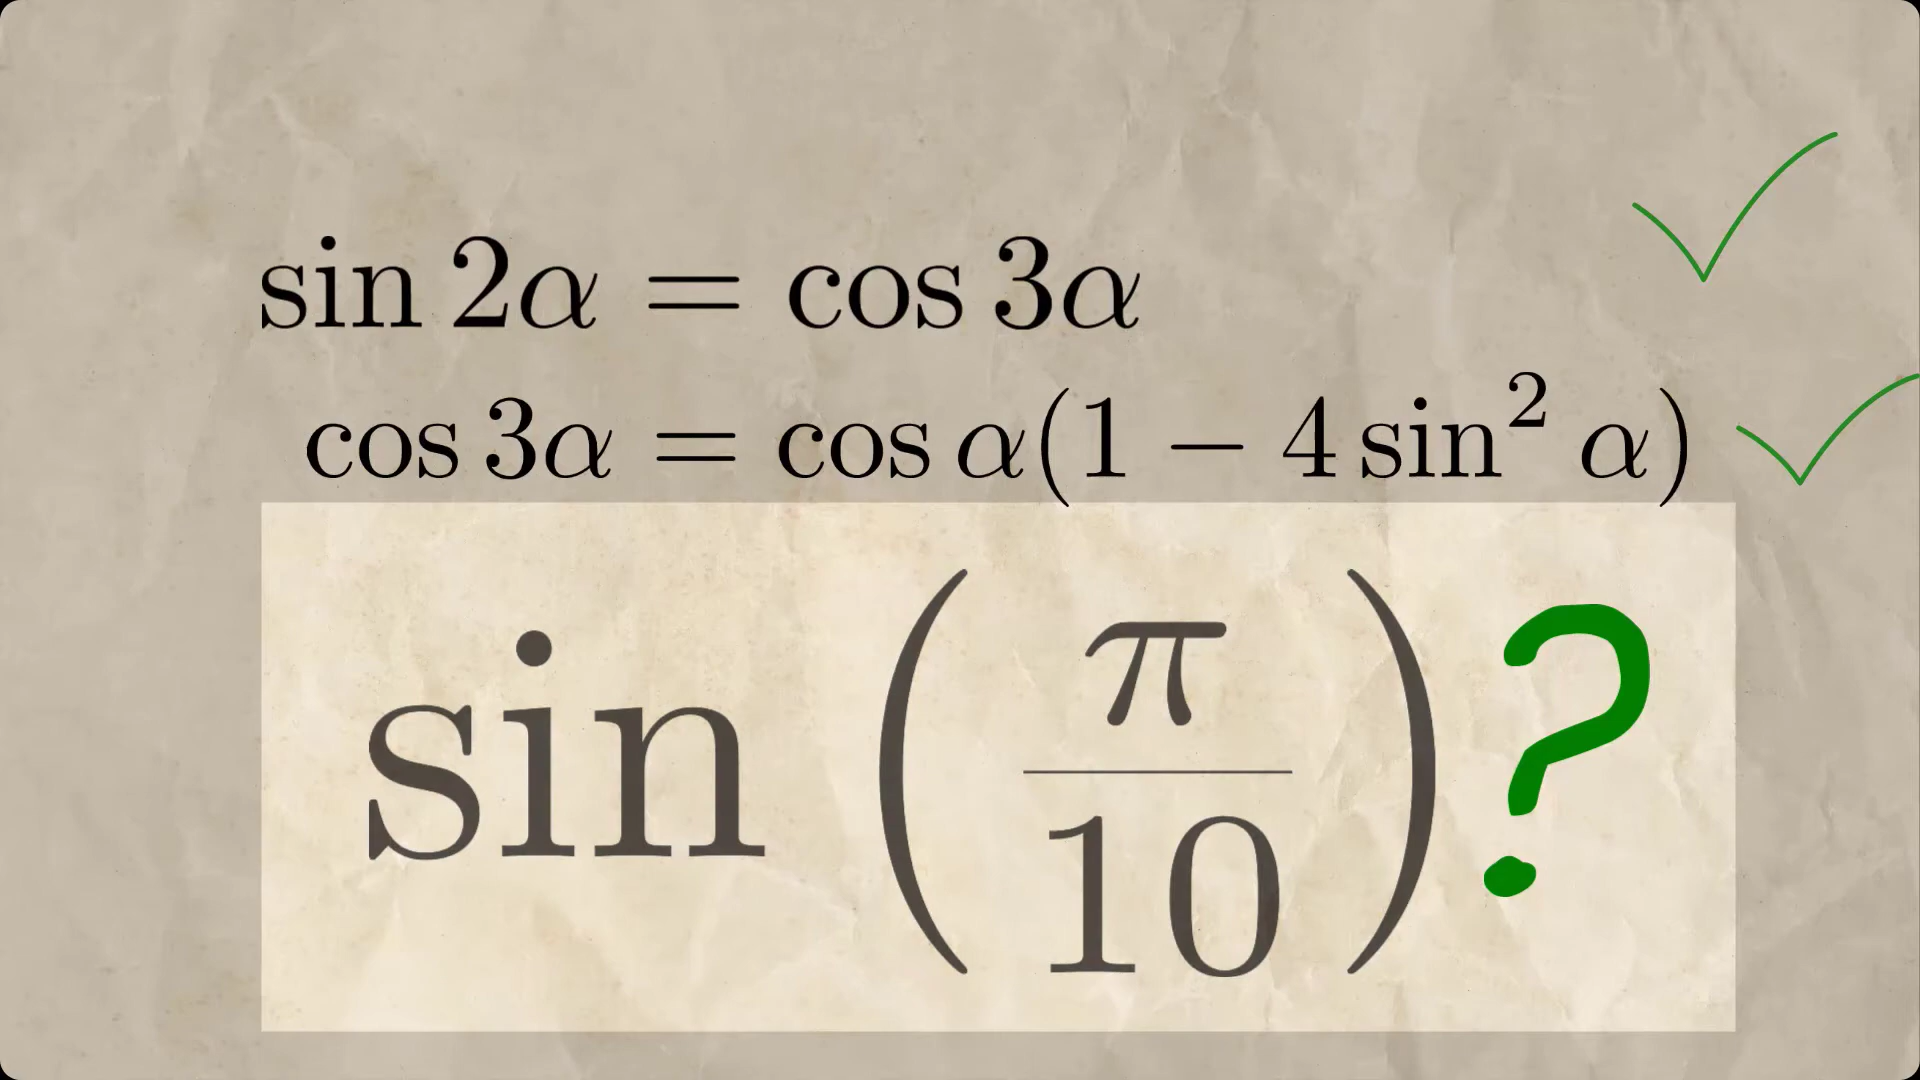 sin 2α = cos 3α
cos 3α = cos α(1 − 4 sin² α)
sin (π/10)?